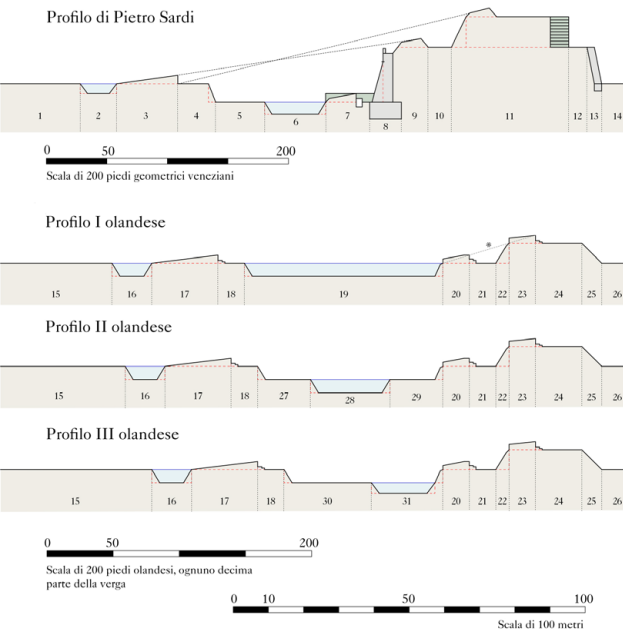 Profilo di Pietro Sardi
1 2 3 4 5 6 7 8 9 10 11 12 13 14
0 50 200
Scala di 200 piedi geometrici veneziani
Profilo I olandese
15 16 17 18 19 20 21 22 23 24 25 26
Profilo II olandese
15 16 17 18 27 28 29 20 21 22 23 24 25 26
Profilo III olandese
15 16 17 18 30 31 20 21 22 23 24 25 26
0 50 200
Scala di 200 piedi olandesi, ognuno decima
parte della verga
0 10 50 100
Scala di 100 metri